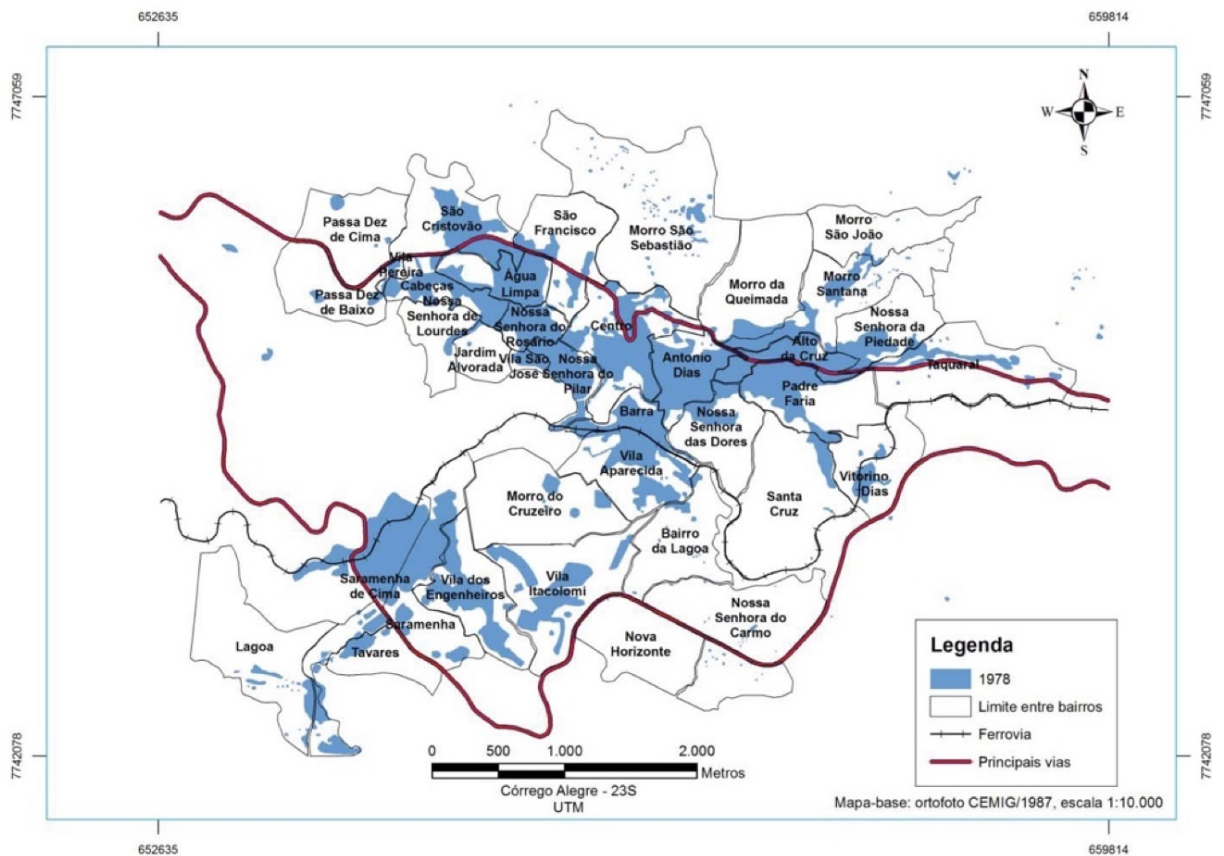 652635
659814
7747059
7747059
N
W
E
S
Passa Dez
de Cima
São
Cristovão
São
Francisco
Morro São
Sebastião
Morro
São João
Vila
Pereira
Cabeças
Água
Limpa
Morro da
Queimada
Morro
Santana
Passa Dez
de Baixo
Nossa
Senhora de
Lourdes
Nossa
Senhora do
Rosário
Centro
Nossa
Senhora da
Piedade
Jardim
Alvorada
Vila São
José
Nossa
Senhora do
Pilar
Antonio
Dias
Alto
da Cruz
Taquaral
Padre
Faria
Barra
Nossa
Senhora
das Dores
Vila
Aparecida
Vitorino
Dias
Morro do
Cruzeiro
Santa
Cruz
Bairro
da Lagoa
Saramenha
de Cima
Vila dos
Engenheiros
Vila
Itacolomi
Nossa
Senhora do
Carmo
Saramenha
Lagoa
Tavares
Nova
Horizonte
Legenda
1978
Limite entre bairros
Ferrovia
Principais vias
0 500 1.000 2.000
Metros
Córrego Alegre - 23S
UTM
Mapa-base: ortofoto CEMIG/1987, escala 1:10.000
7742078
7742078
652635
659814